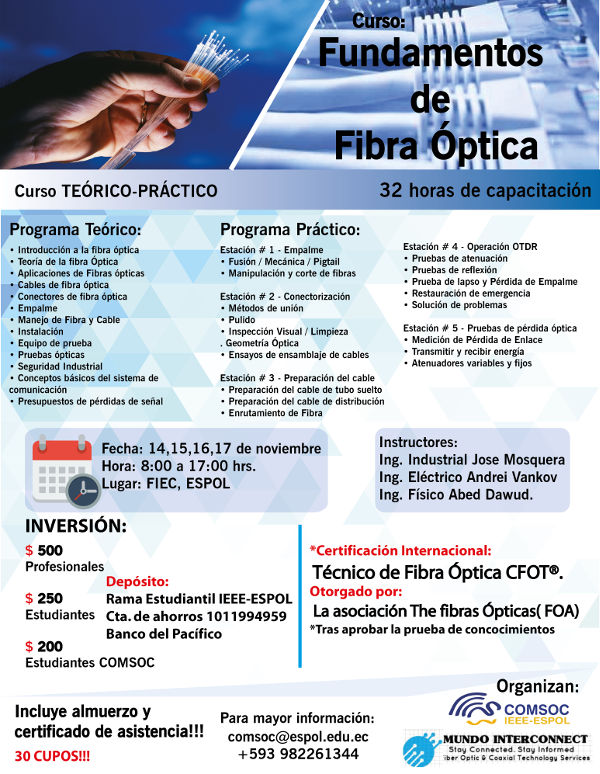 Curso:
Fundamentos
de
Fibra Óptica
Curso TEÓRICO-PRÁCTICO
32 horas de capacitación
Programa Teórico:
• Introducción a la fibra óptica
• Teoría de la fibra Óptica
• Aplicaciones de Fibras ópticas
• Cables de fibra óptica
• Conectores de fibra óptica
• Empalme
• Manejo de Fibra y Cable
• Instalación
• Equipo de prueba
• Pruebas ópticas
• Seguridad Industrial
• Conceptos básicos del sistema de
comunicación
• Presupuestos de pérdidas de señal
Programa Práctico:
Estación # 1 - Empalme
• Fusión / Mecánica / Pigtail
• Manipulación y corte de fibras
Estación # 2 - Conectorización
• Métodos de unión
• Pulido
• Inspección Visual / Limpieza
. Geometría Óptica
• Ensayos de ensamblaje de cables
Estación # 3 - Preparación del cable
• Preparación del cable de tubo suelto
• Preparación del cable de distribución
• Enrutamiento de Fibra
Estación # 4 - Operación OTDR
• Pruebas de atenuación
• Pruebas de reflexión
• Prueba de lapso y Pérdida de Empalme
• Restauración de emergencia
• Solución de problemas
Estación # 5 - Pruebas de pérdida óptica
• Medición de Pérdida de Enlace
• Transmitir y recibir energía
• Atenuadores variables y fijos
Fecha: 14,15,16,17 de noviembre
Hora: 8:00 a 17:00 hrs.
Lugar: FIEC, ESPOL
Instructores:
Ing. Industrial Jose Mosquera
Ing. Eléctrico Andrei Vankov
Ing. Físico Abed Dawud.
INVERSIÓN:
$ 500
Profesionales
$ 250
Estudiantes
$ 200
Estudiantes COMSOC
Depósito:
Rama Estudiantil IEEE-ESPOL
Cta. de ahorros 1011994959
Banco del Pacífico
*Certificación Internacional:
Técnico de Fibra Óptica CFOT®.
Otorgado por:
La asociación The fibras Ópticas( FOA)
*Tras aprobar la prueba de concocimientos
Incluye almuerzo y
certificado de asistencia!!!
30 CUPOS!!!
Para mayor información:
comsoc@espol.edu.ec
+593 982261344
Organizan:
COMSOC
IEEE-ESPOL
MUNDO INTERCONNECT
Stay Connected. Stay Informed
iber Optic & Coaxial Technology Services